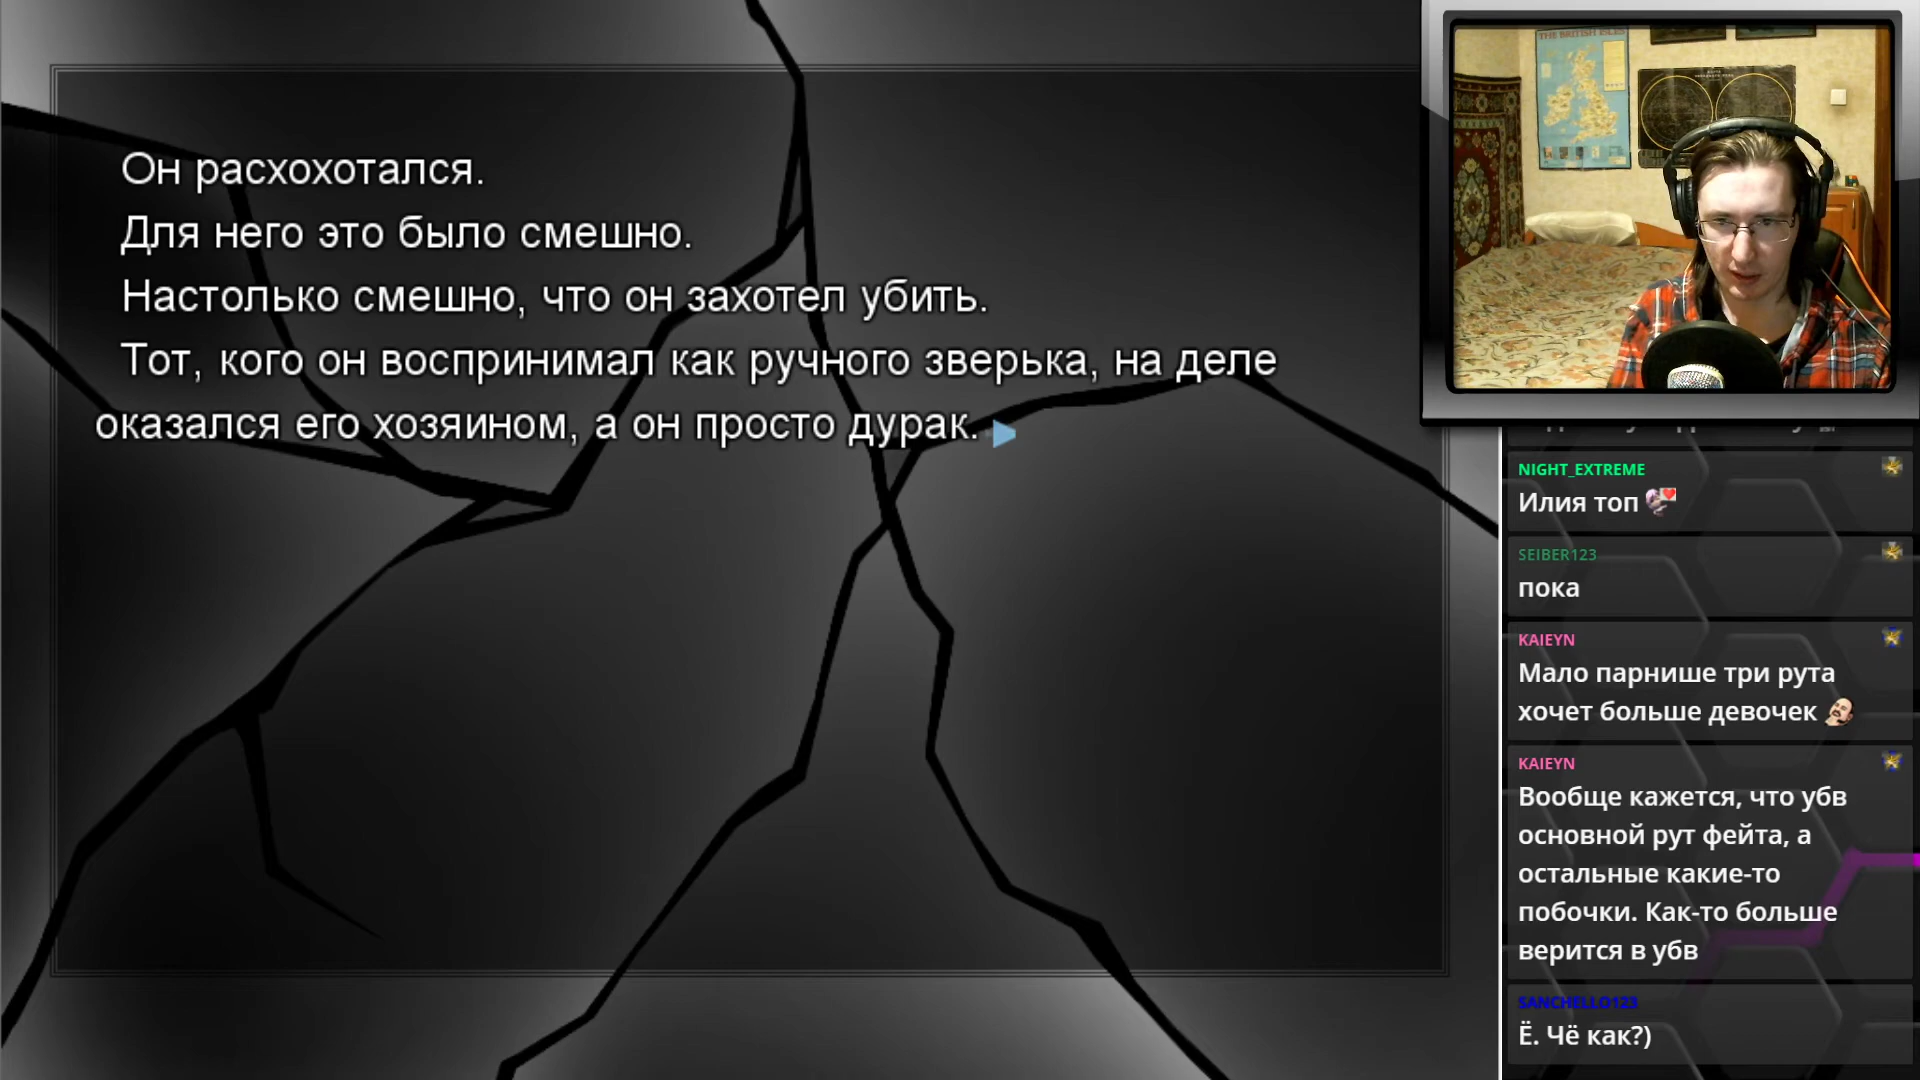 Он расхохотался.
Для него это было смешно.
Настолько смешно, что он захотел убить.
Тот, кого он воспринимал как ручного зверька, на деле
оказался его хозяином, а он просто дурак.
THE BRITISH ISLES
NIGHT_EXTREME
Илия топ
SEIBER123
пока
KAIEYN
Мало парнише три рута
хочет больше девочек
KAIEYN
Вообще кажется, что убв
основной рут фейта, а
остальные какие-то
побочки. Как-то больше
верится в убв
SANCHELLO123
Ё. Чё как?)